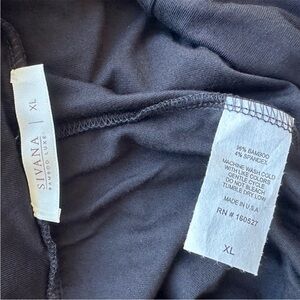 SIVANA | XL
BAMBOO LUXE
96% BAMBOO
4% SPANDEX
MACHINE WASH COLD
WITH LIKE COLORS
GENTLE CYCLE
DO NOT BLEACH
TUMBLE DRY LOW
MADE IN U.S.A
RN # 160527
XL